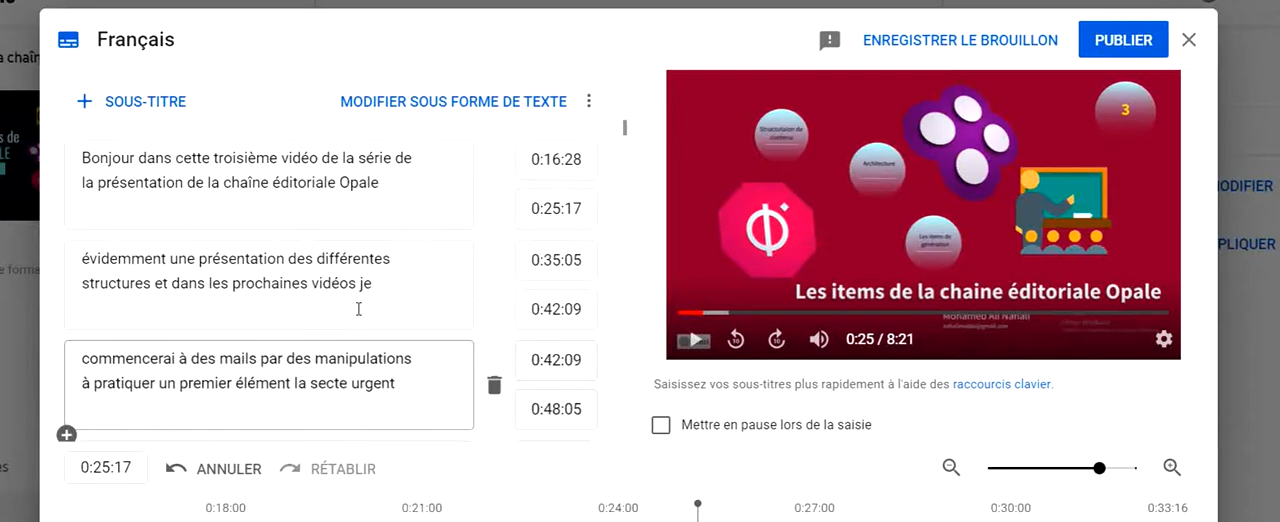 Français
ENREGISTRER LE BROUILLON
PUBLIER
SOUS-TITRE
MODIFIER SOUS FORME DE TEXTE
Bonjour dans cette troisième vidéo de la série de
la présentation de la chaîne éditoriale Opale
0:16:28
0:25:17
évidemment une présentation des différentes
structures et dans les prochaines vidéos je
0:35:05
0:42:09
commencerai à des mails par des manipulations
à pratiquer un premier élément la secte urgent
0:42:09
0:48:05
0:25:17
ANNULER
RÉTABLIR
3
Architecture
Les items de
génération
Les items de la chaine éditoriale Opale
Mohamed Ali
0:25 / 8:21
Saisissez vos sous-titres plus rapidement à l'aide des raccourcis clavier.
Mettre en pause lors de la saisie
0:18:00
0:21:00
0:24:00
0:27:00
0:30:00
0:33:16